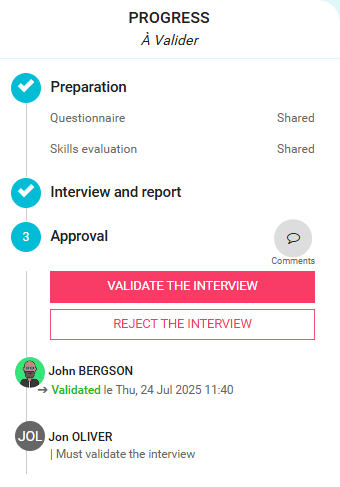 PROGRESS
À Valider
Preparation
Questionnaire Shared
Skills evaluation Shared
Interview and report
3 Approval
Comments
VALIDATE THE INTERVIEW
REJECT THE INTERVIEW
John BERGSON
➔ Validated le Thu, 24 Jul 2025 11:40
JOL Jon OLIVER
| Must validate the interview